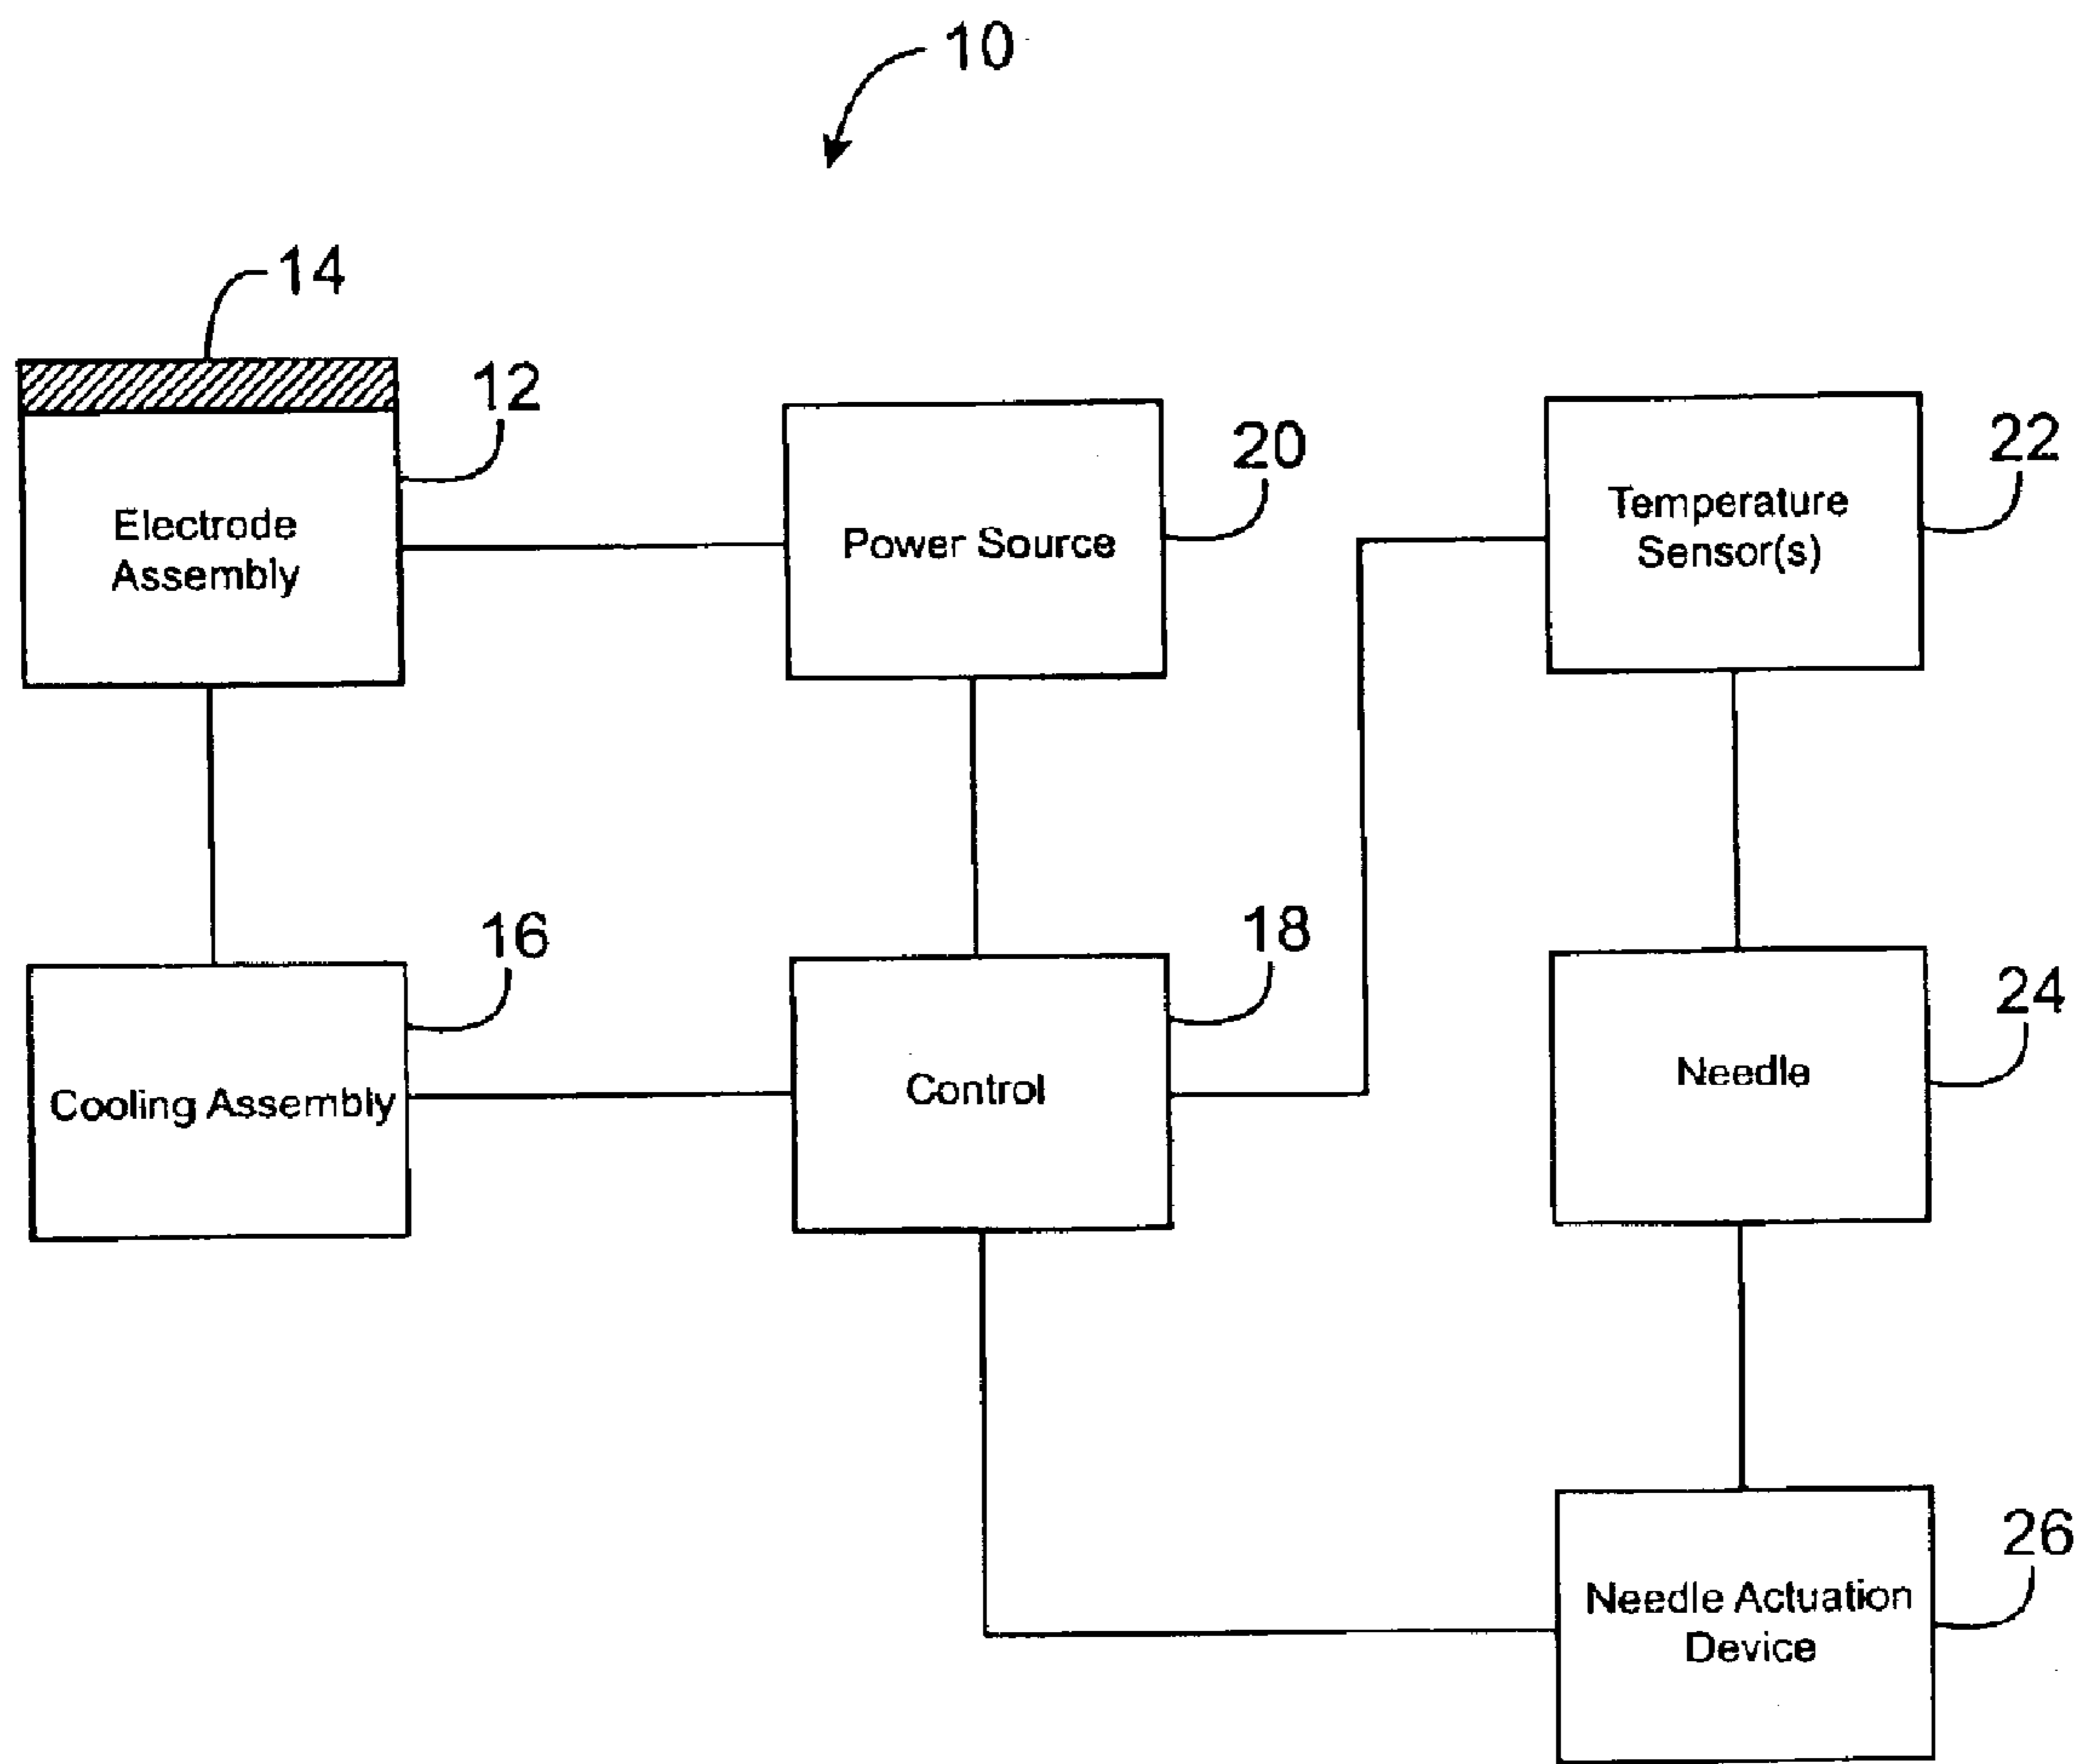 10
14
12
Electrode
Assembly
20
Power Source
22
Temperature
Sensor(s)
16
Cooling Assembly
18
Control
24
Needle
26
Needle Actuation
Device